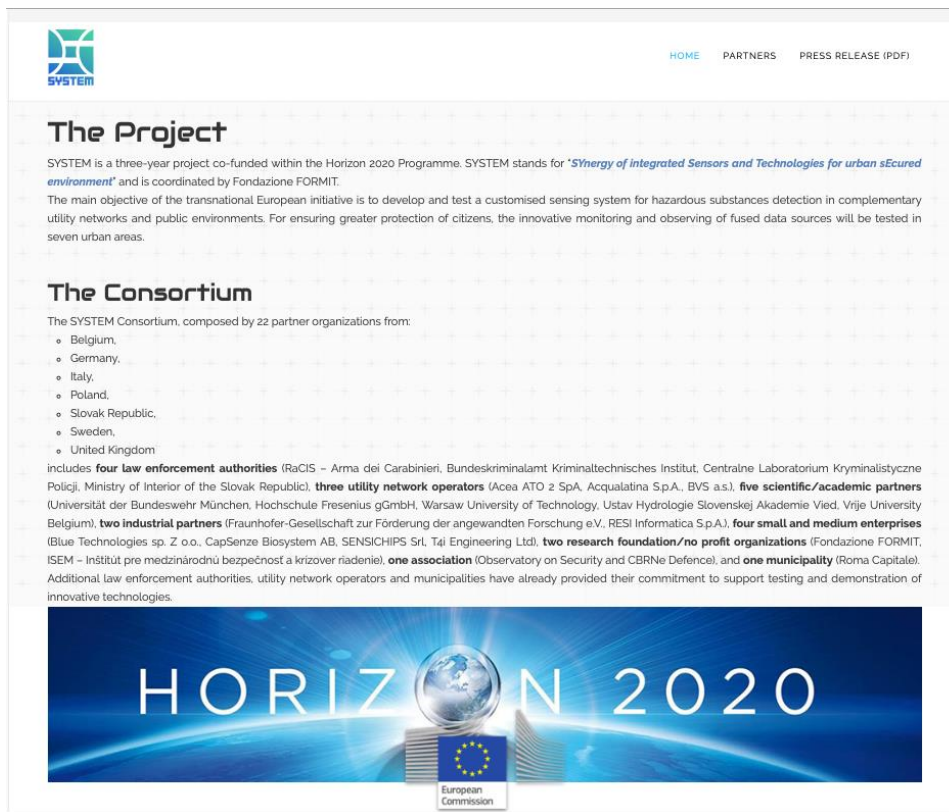 SYSTEM
HOME PARTNERS PRESS RELEASE (PDF)
The Project
SYSTEM is a three-year project co-funded within the Horizon 2020 Programme. SYSTEM stands for "SYnergy of integrated Sensors and Technologies for urban sEcured
environment" and is coordinated by Fondazione FORMIT.
The main objective of the transnational European initiative is to develop and test a customised sensing system for hazardous substances detection in complementary
utility networks and public environments. For ensuring greater protection of citizens, the innovative monitoring and observing of fused data sources will be tested in
seven urban areas.
The Consortium
The SYSTEM Consortium, composed by 22 partner organizations from:
Belgium,
Germany,
Italy,
Poland,
Slovak Republic,
Sweden,
United Kingdom
includes four law enforcement authorities (RaCIS – Arma dei Carabinieri, Bundeskriminalamt Kriminaltechnisches Institut, Centralne Laboratorium Kryminalistyczne
Policji, Ministry of Interior of the Slovak Republic), three utility network operators (Acea ATO 2 SpA, Acqualatina S.p.A., BVS a.s.), five scientific/academic partners
(Universität der Bundeswehr München, Hochschule Fresenius gGmbH, Warsaw University of Technology, Ustav Hydrologie Slovenskej Akademie Vied, Vrije University
Belgium), two industrial partners (Fraunhofer-Gesellschaft zur Förderung der angewandten Forschung e.V., RESI Informatica S.p.A.), four small and medium enterprises
(Blue Technologies sp. Z o.o., CapSenze Biosystem AB, SENSICHIPS Srl, T4i Engineering Ltd), two research foundation/no profit organizations (Fondazione FORMIT,
ISEM – Inštitút pre medzinárodnú bezpečnosť a krizover riadenie), one association (Observatory on Security and CBRNe Defence), and one municipality (Roma Capitale).
Additional law enforcement authorities, utility network operators and municipalities have already provided their commitment to support testing and demonstration of
innovative technologies.
HORIZON 2020
European
Commission